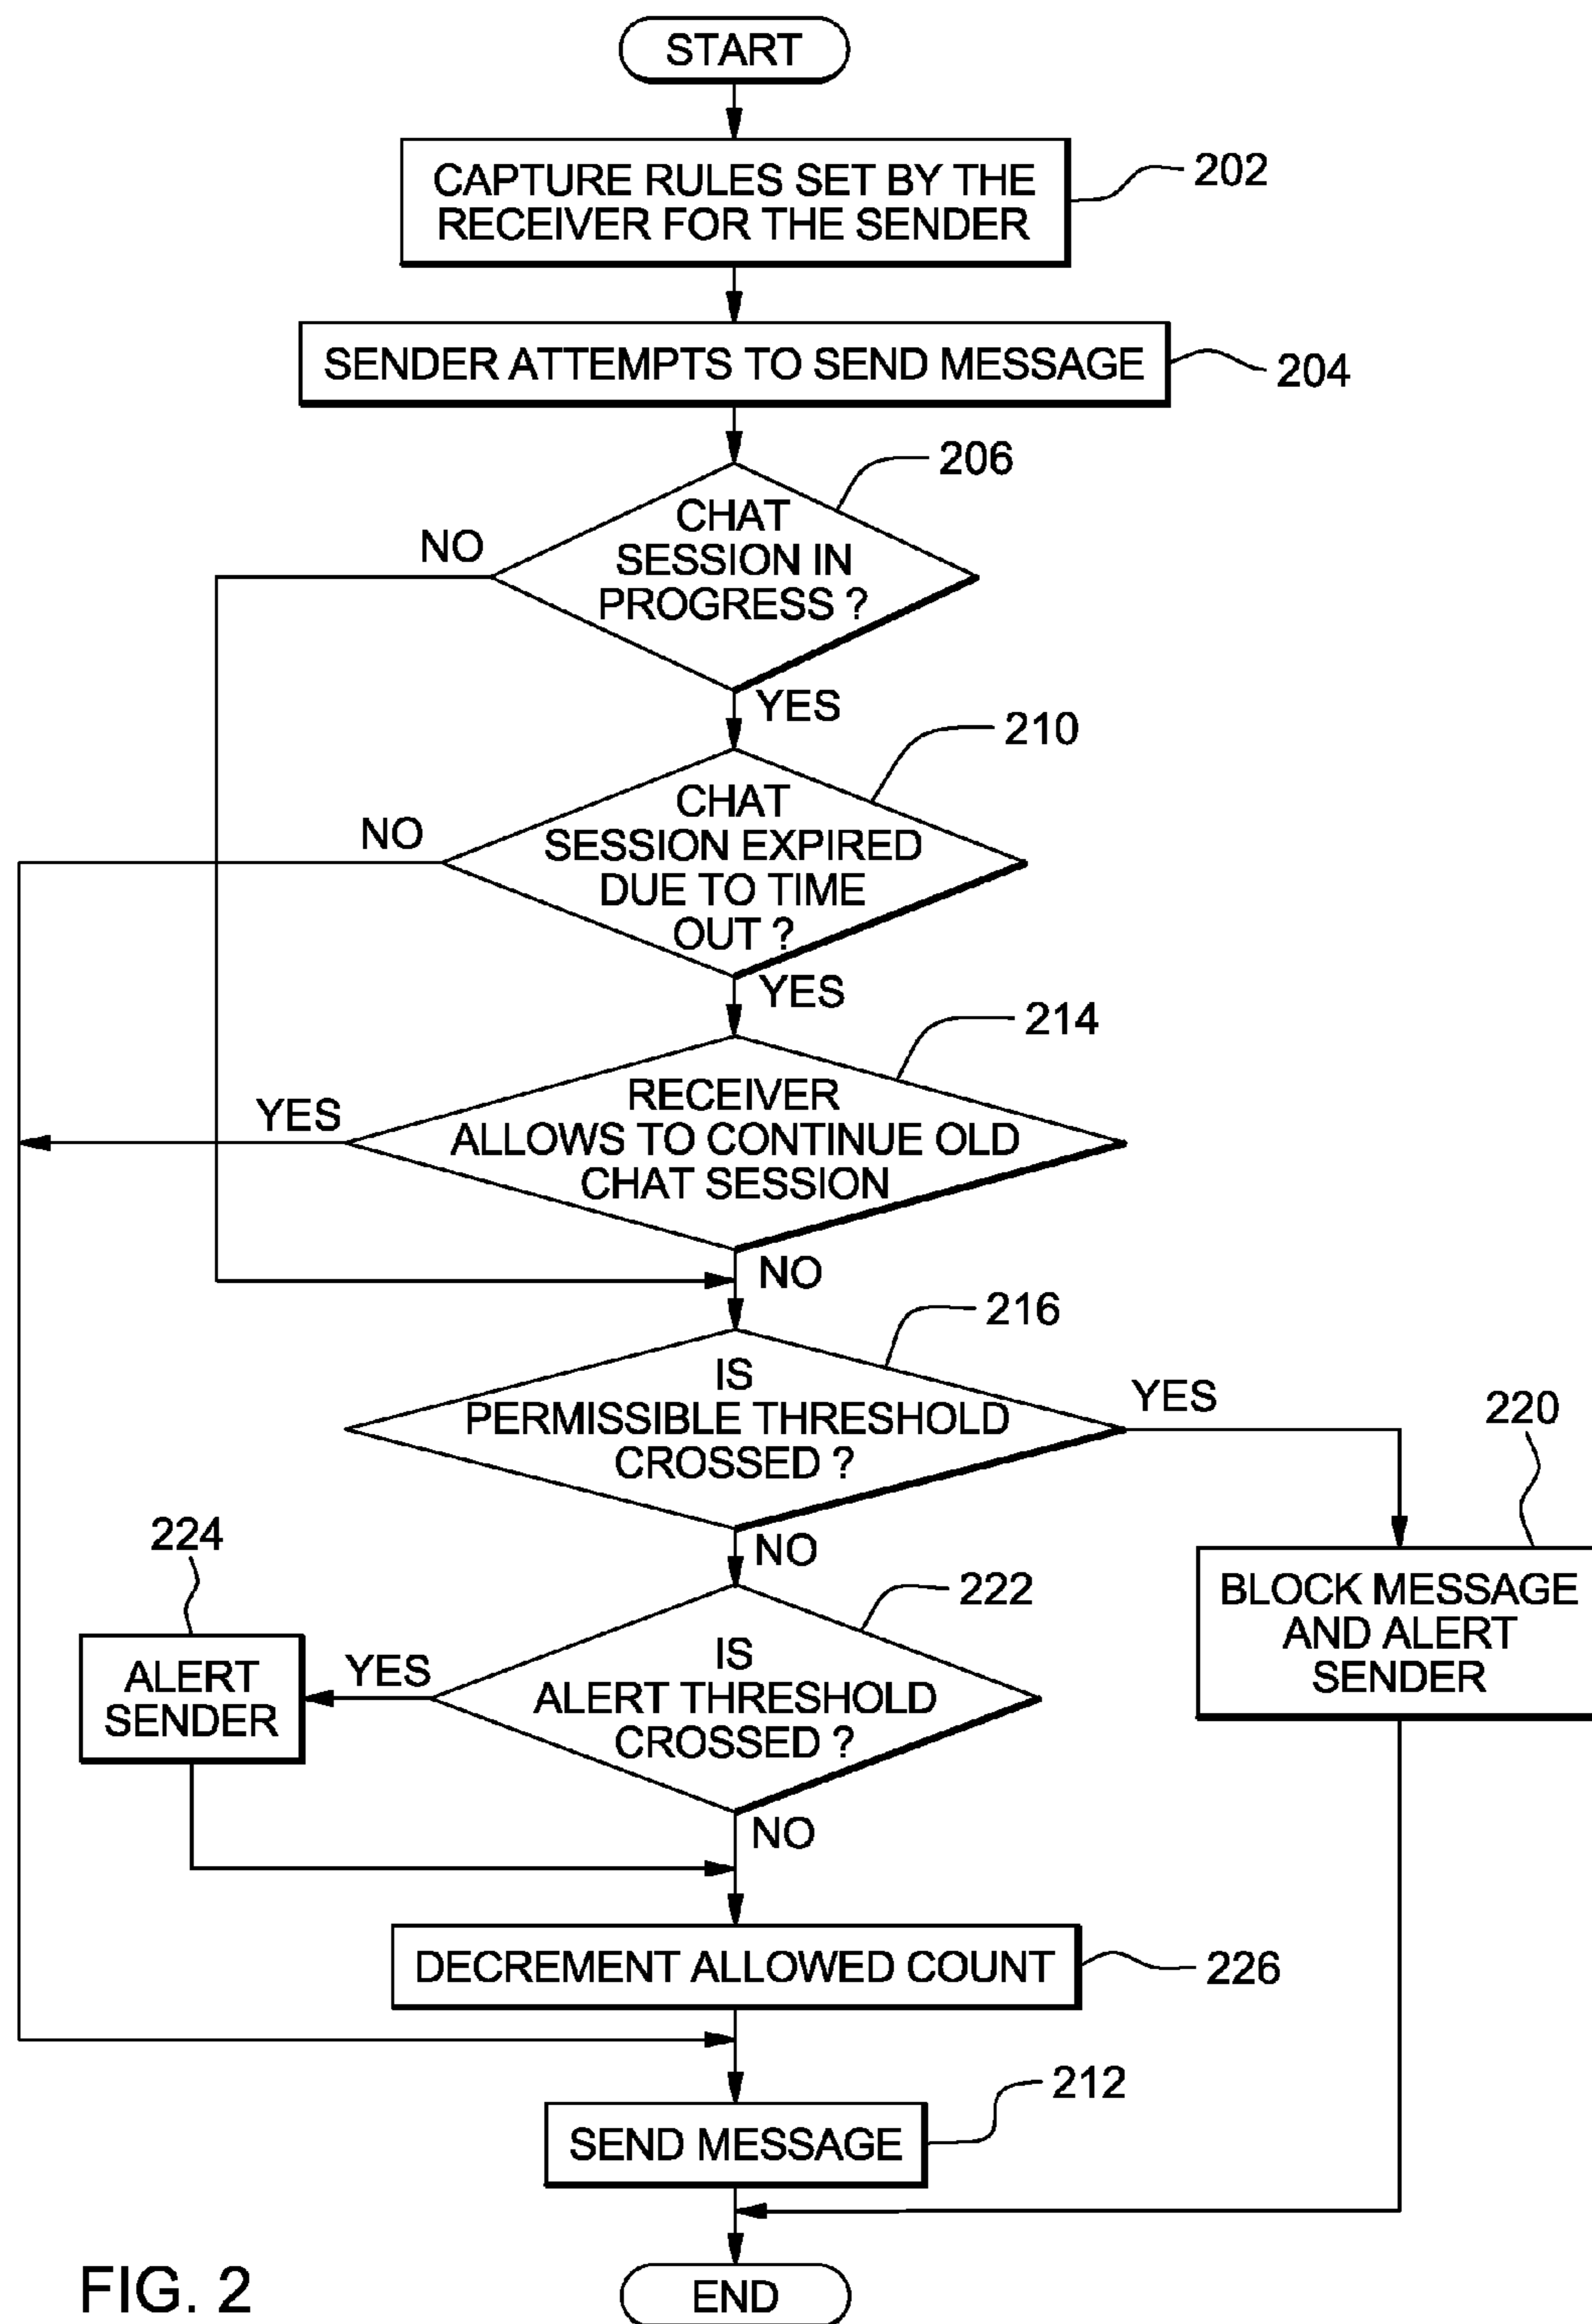 START
CAPTURE RULES SET BY THE
RECEIVER FOR THE SENDER
202
SENDER ATTEMPTS TO SEND MESSAGE
204
206
CHAT
SESSION IN
PROGRESS ?
NO
YES
210
CHAT
SESSION EXPIRED
DUE TO TIME
OUT ?
NO
YES
214
RECEIVER
ALLOWS TO CONTINUE OLD
CHAT SESSION
YES
NO
216
IS
PERMISSIBLE THRESHOLD
CROSSED ?
YES
NO
220
BLOCK MESSAGE
AND ALERT
SENDER
222
IS
ALERT THRESHOLD
CROSSED ?
YES
224
ALERT
SENDER
NO
DECREMENT ALLOWED COUNT
226
212
SEND MESSAGE
END
FIG. 2